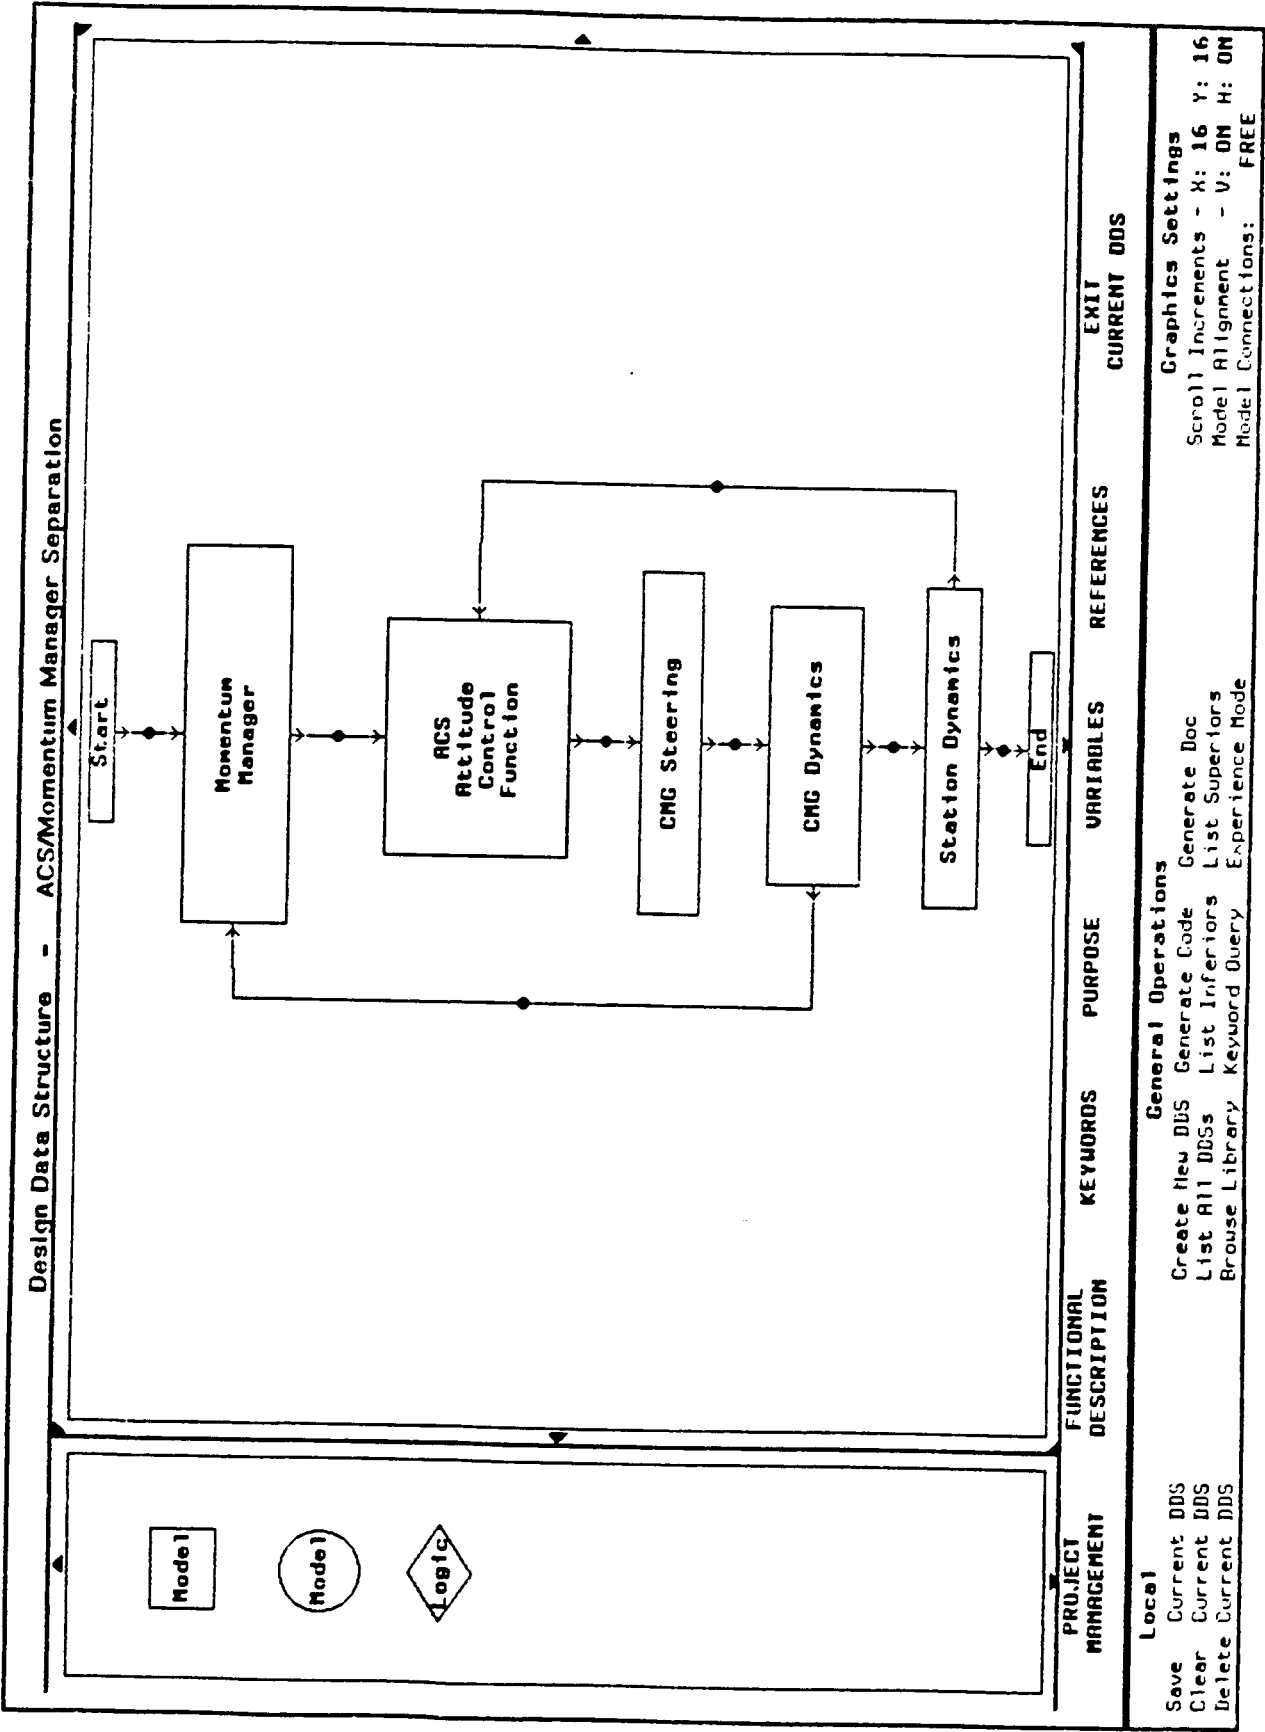 Design Data Structure - ACS/Momentum Manager Separation
Model
Model
Logic
Start
Momentum
Manager
ACS
Attitude
Control
Function
CMG Steering
CMG Dynamics
Station Dynamics
End
PROJECT
MANAGEMENT
FUNCTIONAL
DESCRIPTION
KEYWORDS
PURPOSE
VARIABLES
REFERENCES
EXIT
CURRENT DDS
Local
Save Current DDS
Clear Current DDS
Delete Current DDS
General Operations
Create New DDS Generate Code Generate Doc
List All DDSs List Inferiors List Superiors
Browse Library Keyword Query Experience Mode
Graphics Settings
Scroll Increments - X: 16 Y: 16
Model Alignment - V: ON H: ON
Model Connections: FREE